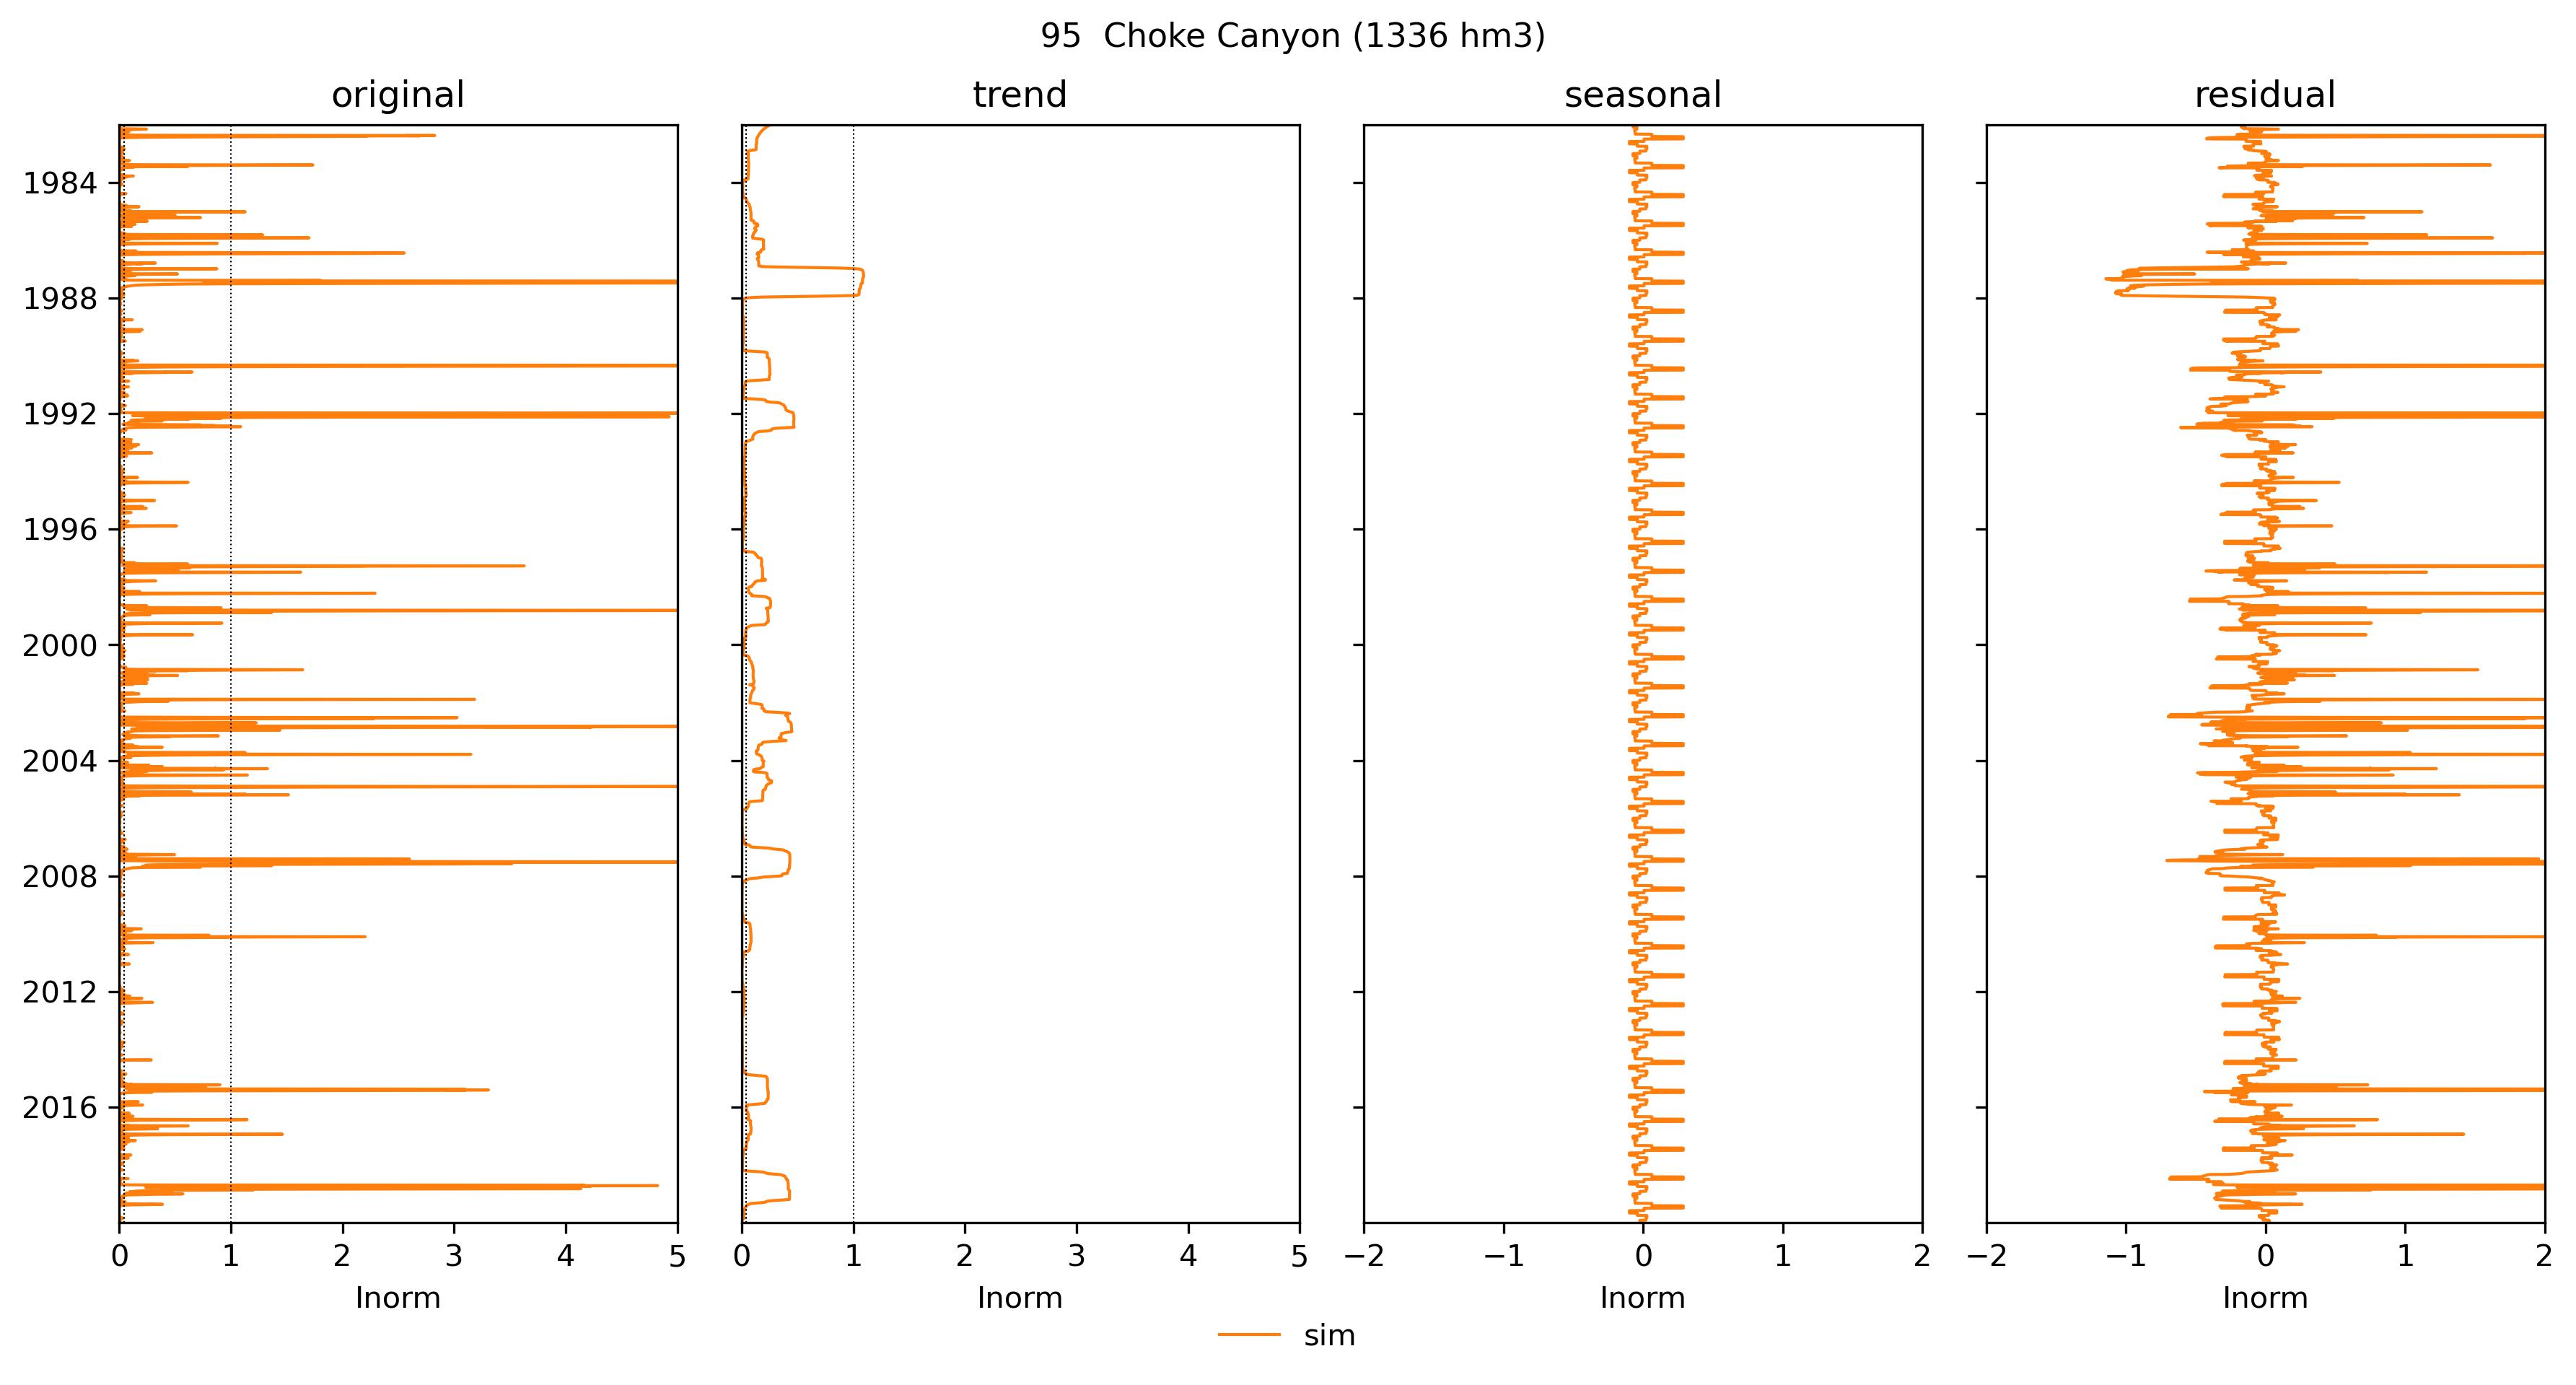 95  Choke Canyon (1336 hm3)
original
trend
seasonal
residual
1984
1988
1992
1996
2000
2004
2008
2012
2016
0 1 2 3 4 5
0 1 2 3 4 5
−2 −1 0 1 2
−2 −1 0 1 2
Inorm
Inorm
Inorm
Inorm
sim